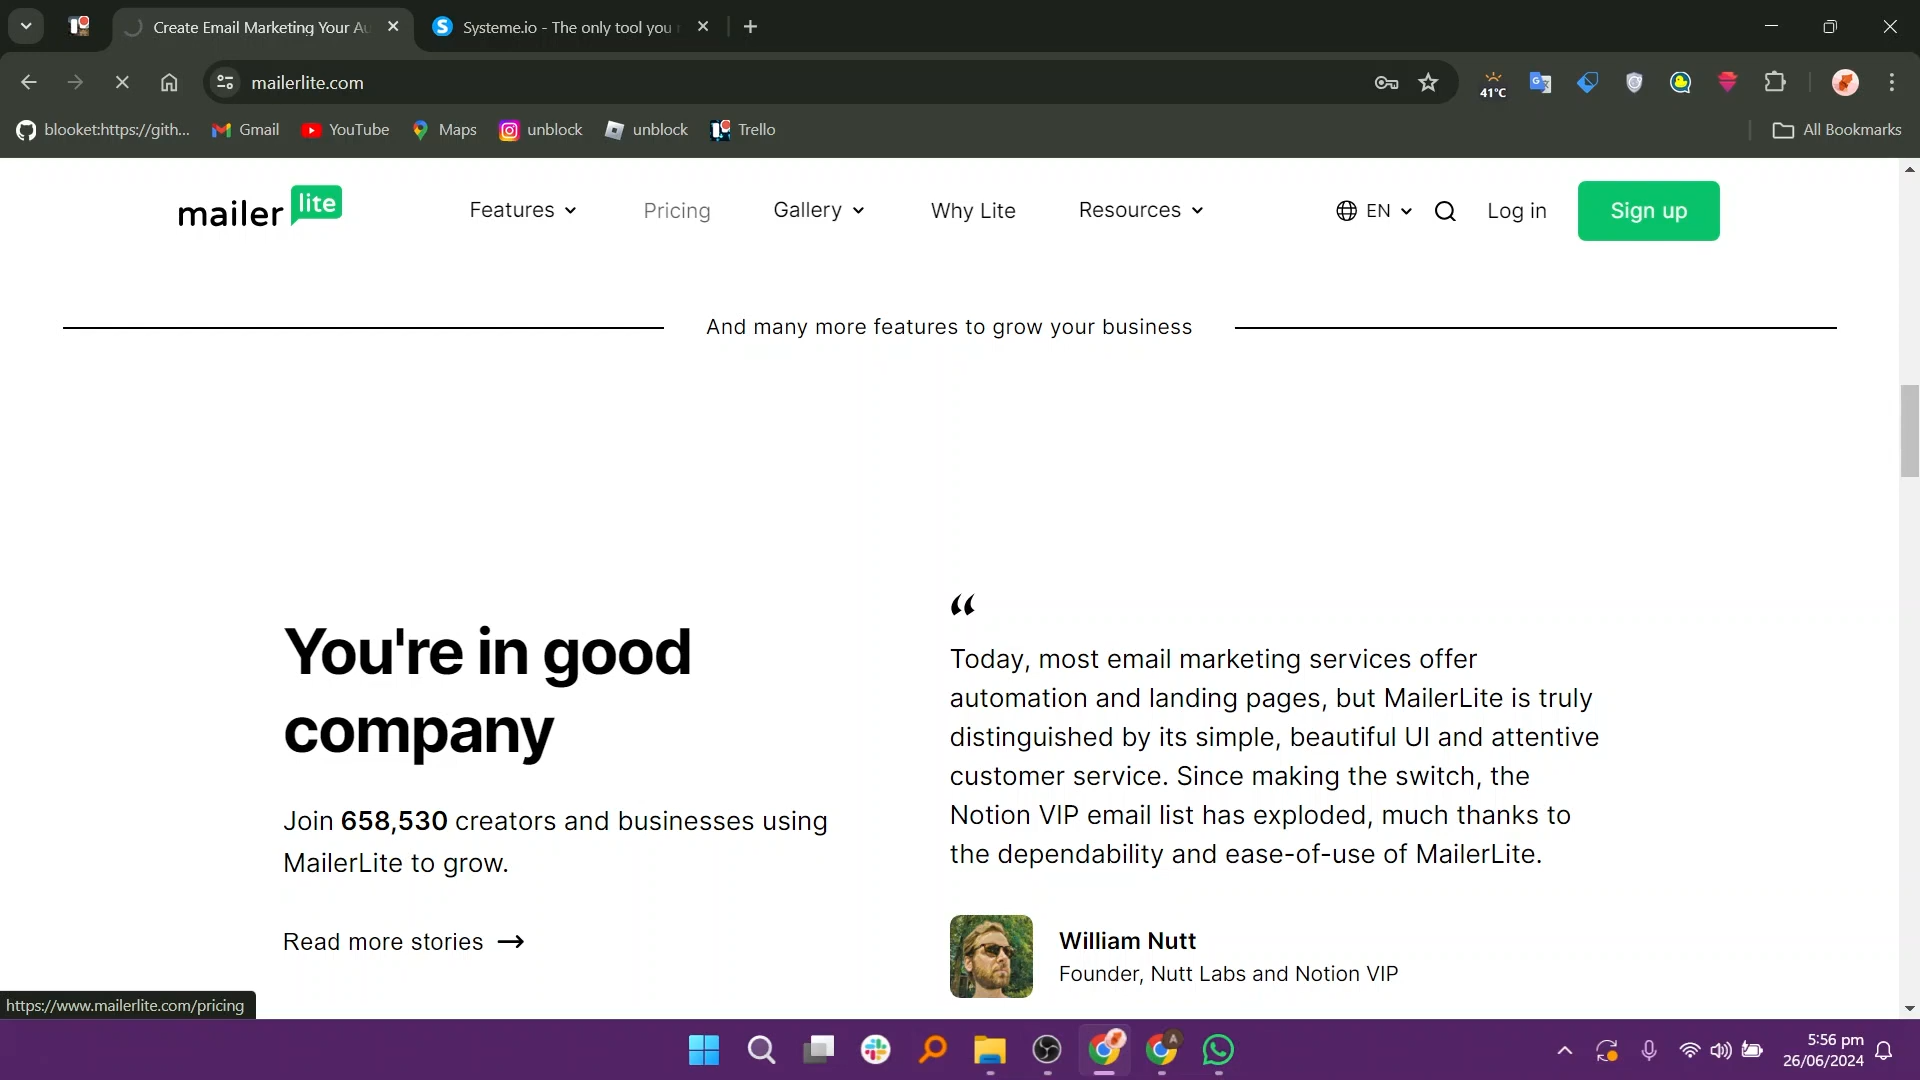 Create Email Marketing Your Au
Systeme.io - The only tool you
mailerlite.com
41°C
blooket:https://gith...
Gmail
YouTube
Maps
unblock
unblock
Trello
All Bookmarks
mailer lite
Features
Pricing
Gallery
Why Lite
Resources
EN
Log in
Sign up
And many more features to grow your business
You're in good
company
Join 658,530 creators and businesses using
MailerLite to grow.
Read more stories
“
Today, most email marketing services offer
automation and landing pages, but MailerLite is truly
distinguished by its simple, beautiful UI and attentive
customer service. Since making the switch, the
Notion VIP email list has exploded, much thanks to
the dependability and ease-of-use of MailerLite.
William Nutt
Founder, Nutt Labs and Notion VIP
https://www.mailerlite.com/pricing
5:56 pm
26/06/2024